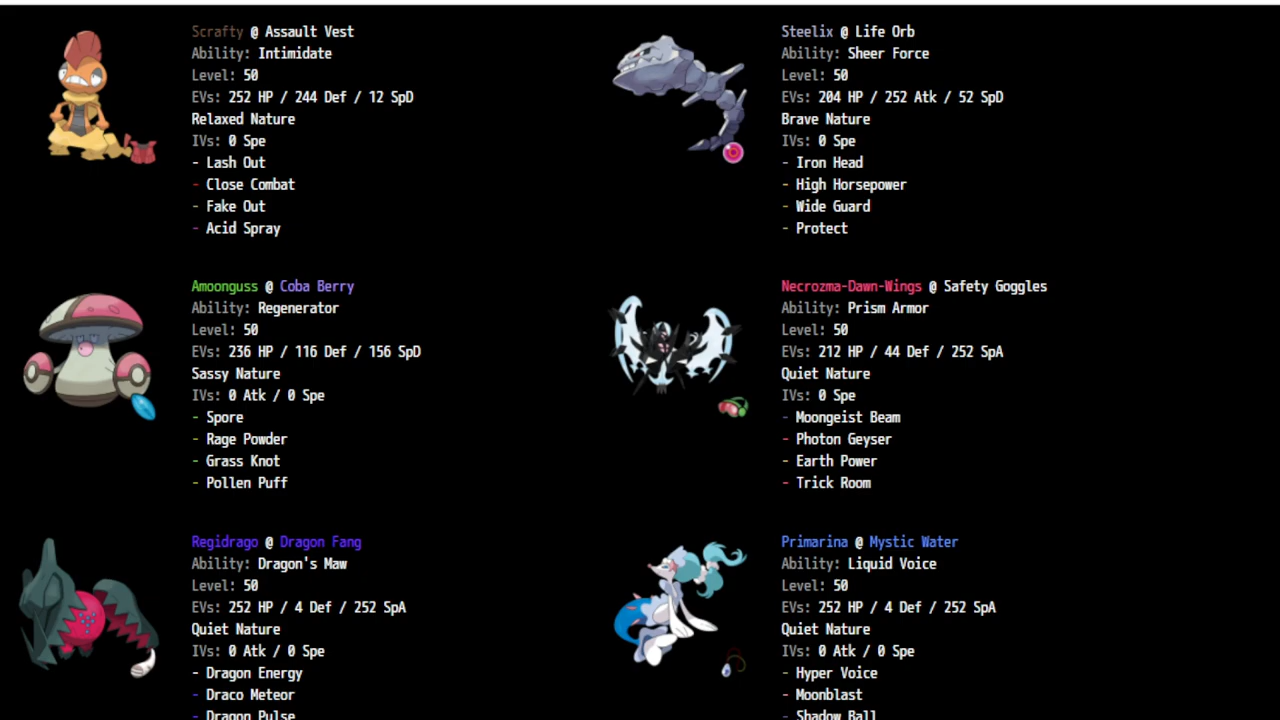 Scrafty @ Assault Vest
Ability: Intimidate
Level: 50
EVs: 252 HP / 244 Def / 12 SpD
Relaxed Nature
IVs: 0 Spe
- Lash Out
- Close Combat
- Fake Out
- Acid Spray
Steelix @ Life Orb
Ability: Sheer Force
Level: 50
EVs: 204 HP / 252 Atk / 52 SpD
Brave Nature
IVs: 0 Spe
- Iron Head
- High Horsepower
- Wide Guard
- Protect
Amoonguss @ Coba Berry
Ability: Regenerator
Level: 50
EVs: 236 HP / 116 Def / 156 SpD
Sassy Nature
IVs: 0 Atk / 0 Spe
- Spore
- Rage Powder
- Grass Knot
- Pollen Puff
Necrozma-Dawn-Wings @ Safety Goggles
Ability: Prism Armor
Level: 50
EVs: 212 HP / 44 Def / 252 SpA
Quiet Nature
IVs: 0 Spe
- Moongeist Beam
- Photon Geyser
- Earth Power
- Trick Room
Regidrago @ Dragon Fang
Ability: Dragon's Maw
Level: 50
EVs: 252 HP / 4 Def / 252 SpA
Quiet Nature
IVs: 0 Atk / 0 Spe
- Dragon Energy
- Draco Meteor
- Dragon Pulse
Primarina @ Mystic Water
Ability: Liquid Voice
Level: 50
EVs: 252 HP / 4 Def / 252 SpA
Quiet Nature
IVs: 0 Atk / 0 Spe
- Hyper Voice
- Moonblast
- Shadow Ball